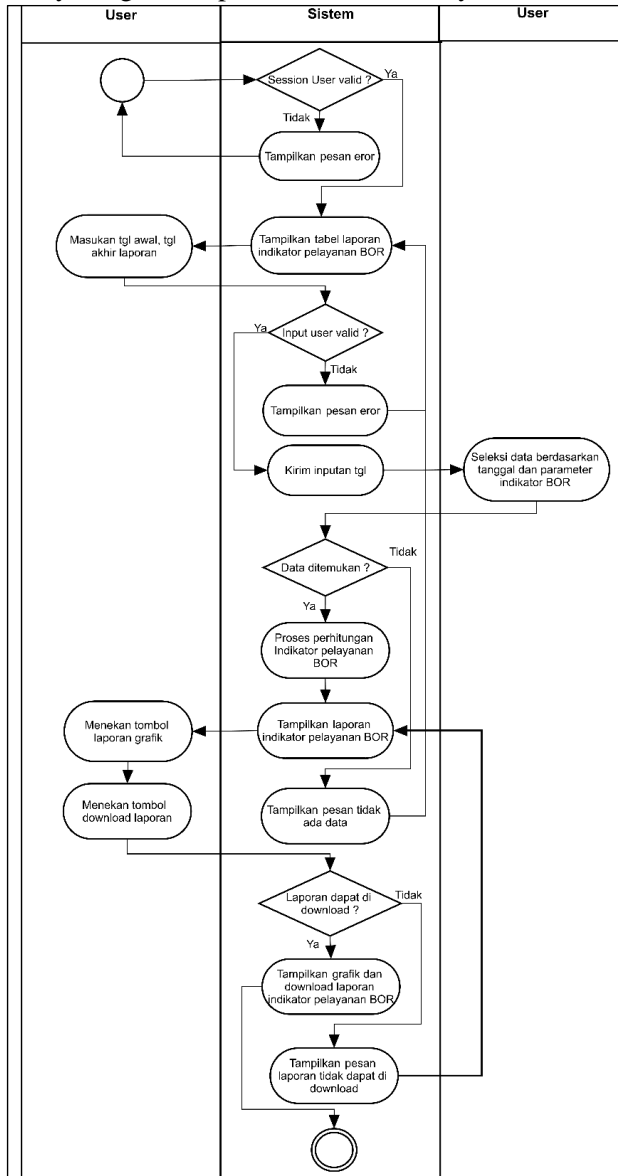 User
Sistem
User
Session User valid ?
Ya
Tidak
Tampilkan pesan eror
Masukan tgl awal, tgl
akhir laporan
Tampilkan tabel laporan
indikator pelayanan BOR
Ya
Input user valid ?
Tidak
Tampilkan pesan eror
Kirim inputan tgl
Seleksi data berdasarkan
tanggal dan parameter
indikator BOR
Data ditemukan ?
Tidak
Ya
Proses perhitungan
Indikator pelayanan
BOR
Menekan tombol
laporan grafik
Tampilkan laporan
indikator pelayanan BOR
Menekan tombol
download laporan
Tampilkan pesan tidak
ada data
Laporan dapat di
download ?
Tidak
Ya
Tampilkan grafik dan
download laporan
indikator pelayanan BOR
Tampilkan pesan
laporan tidak dapat di
download